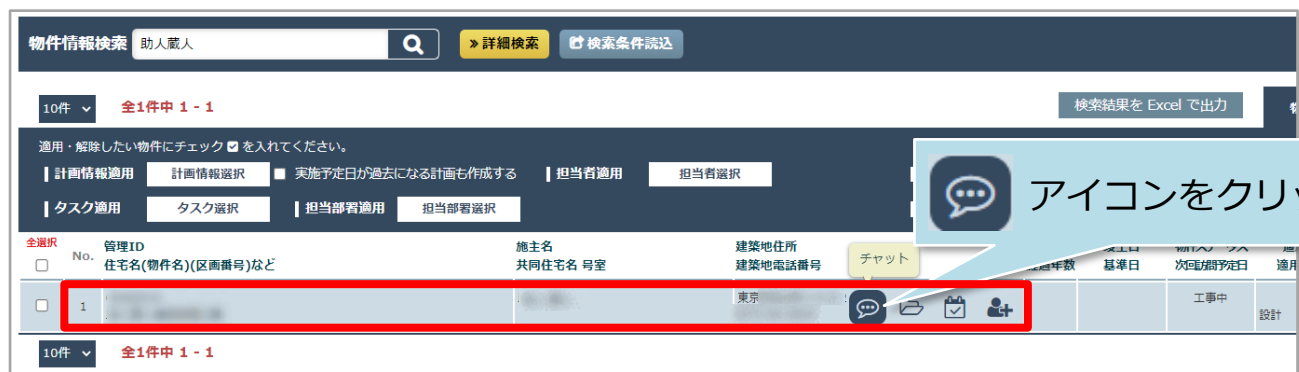 物件情報検索 助人蔵人 » 詳細検索 検索条件読込
10件 全1件中 1 - 1 検索結果を Excel で出力
適用・解除したい物件にチェック を入れてください。
計画情報適用 計画情報選択 実施予定日が過去になる計画も作成する 担当者適用 担当者選択
アイコンをクリッ
タスク適用 タスク選択 担当部署適用 担当部署選択
全選択 No. 管理ID 施主名 建築地住所
住宅名(物件名)(区画番号)など 共同住宅名 号室 建築地電話番号 チャット 基準日 次回訪問予定日 適用
1 東京 工事中
設計
10件 全1件中 1 - 1